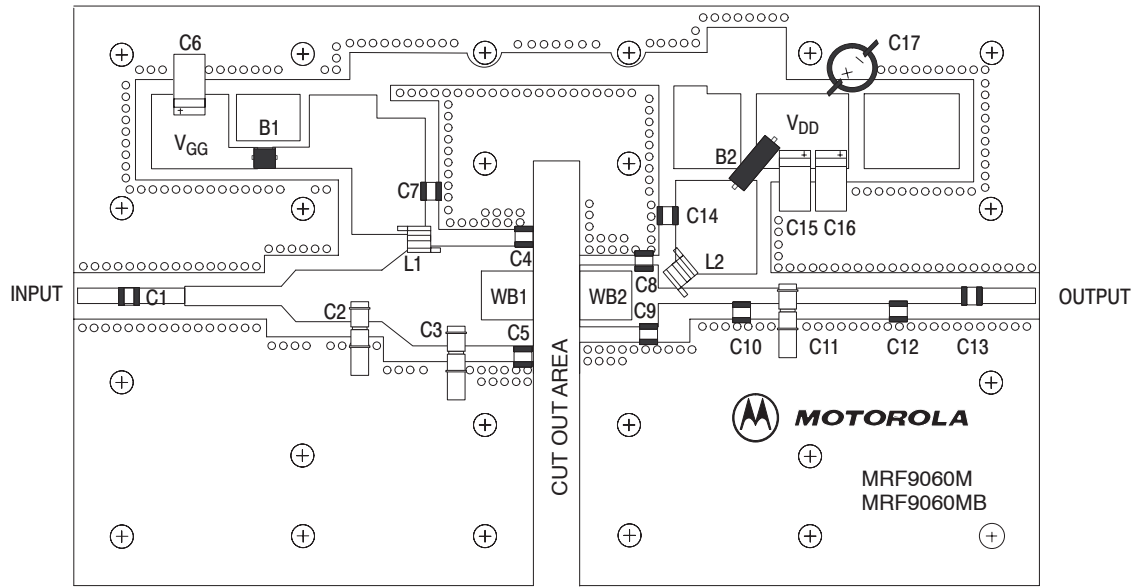 C6
C17
B1
VGG
VDD
B2
C7
C14
C15 C16
C4
L1
L2
C8
INPUT
C1
WB1
WB2
OUTPUT
C2
C3
C9
C5
C10
C11
C12
C13
CUT OUT AREA
MOTOROLA
MRF9060M
MRF9060MB